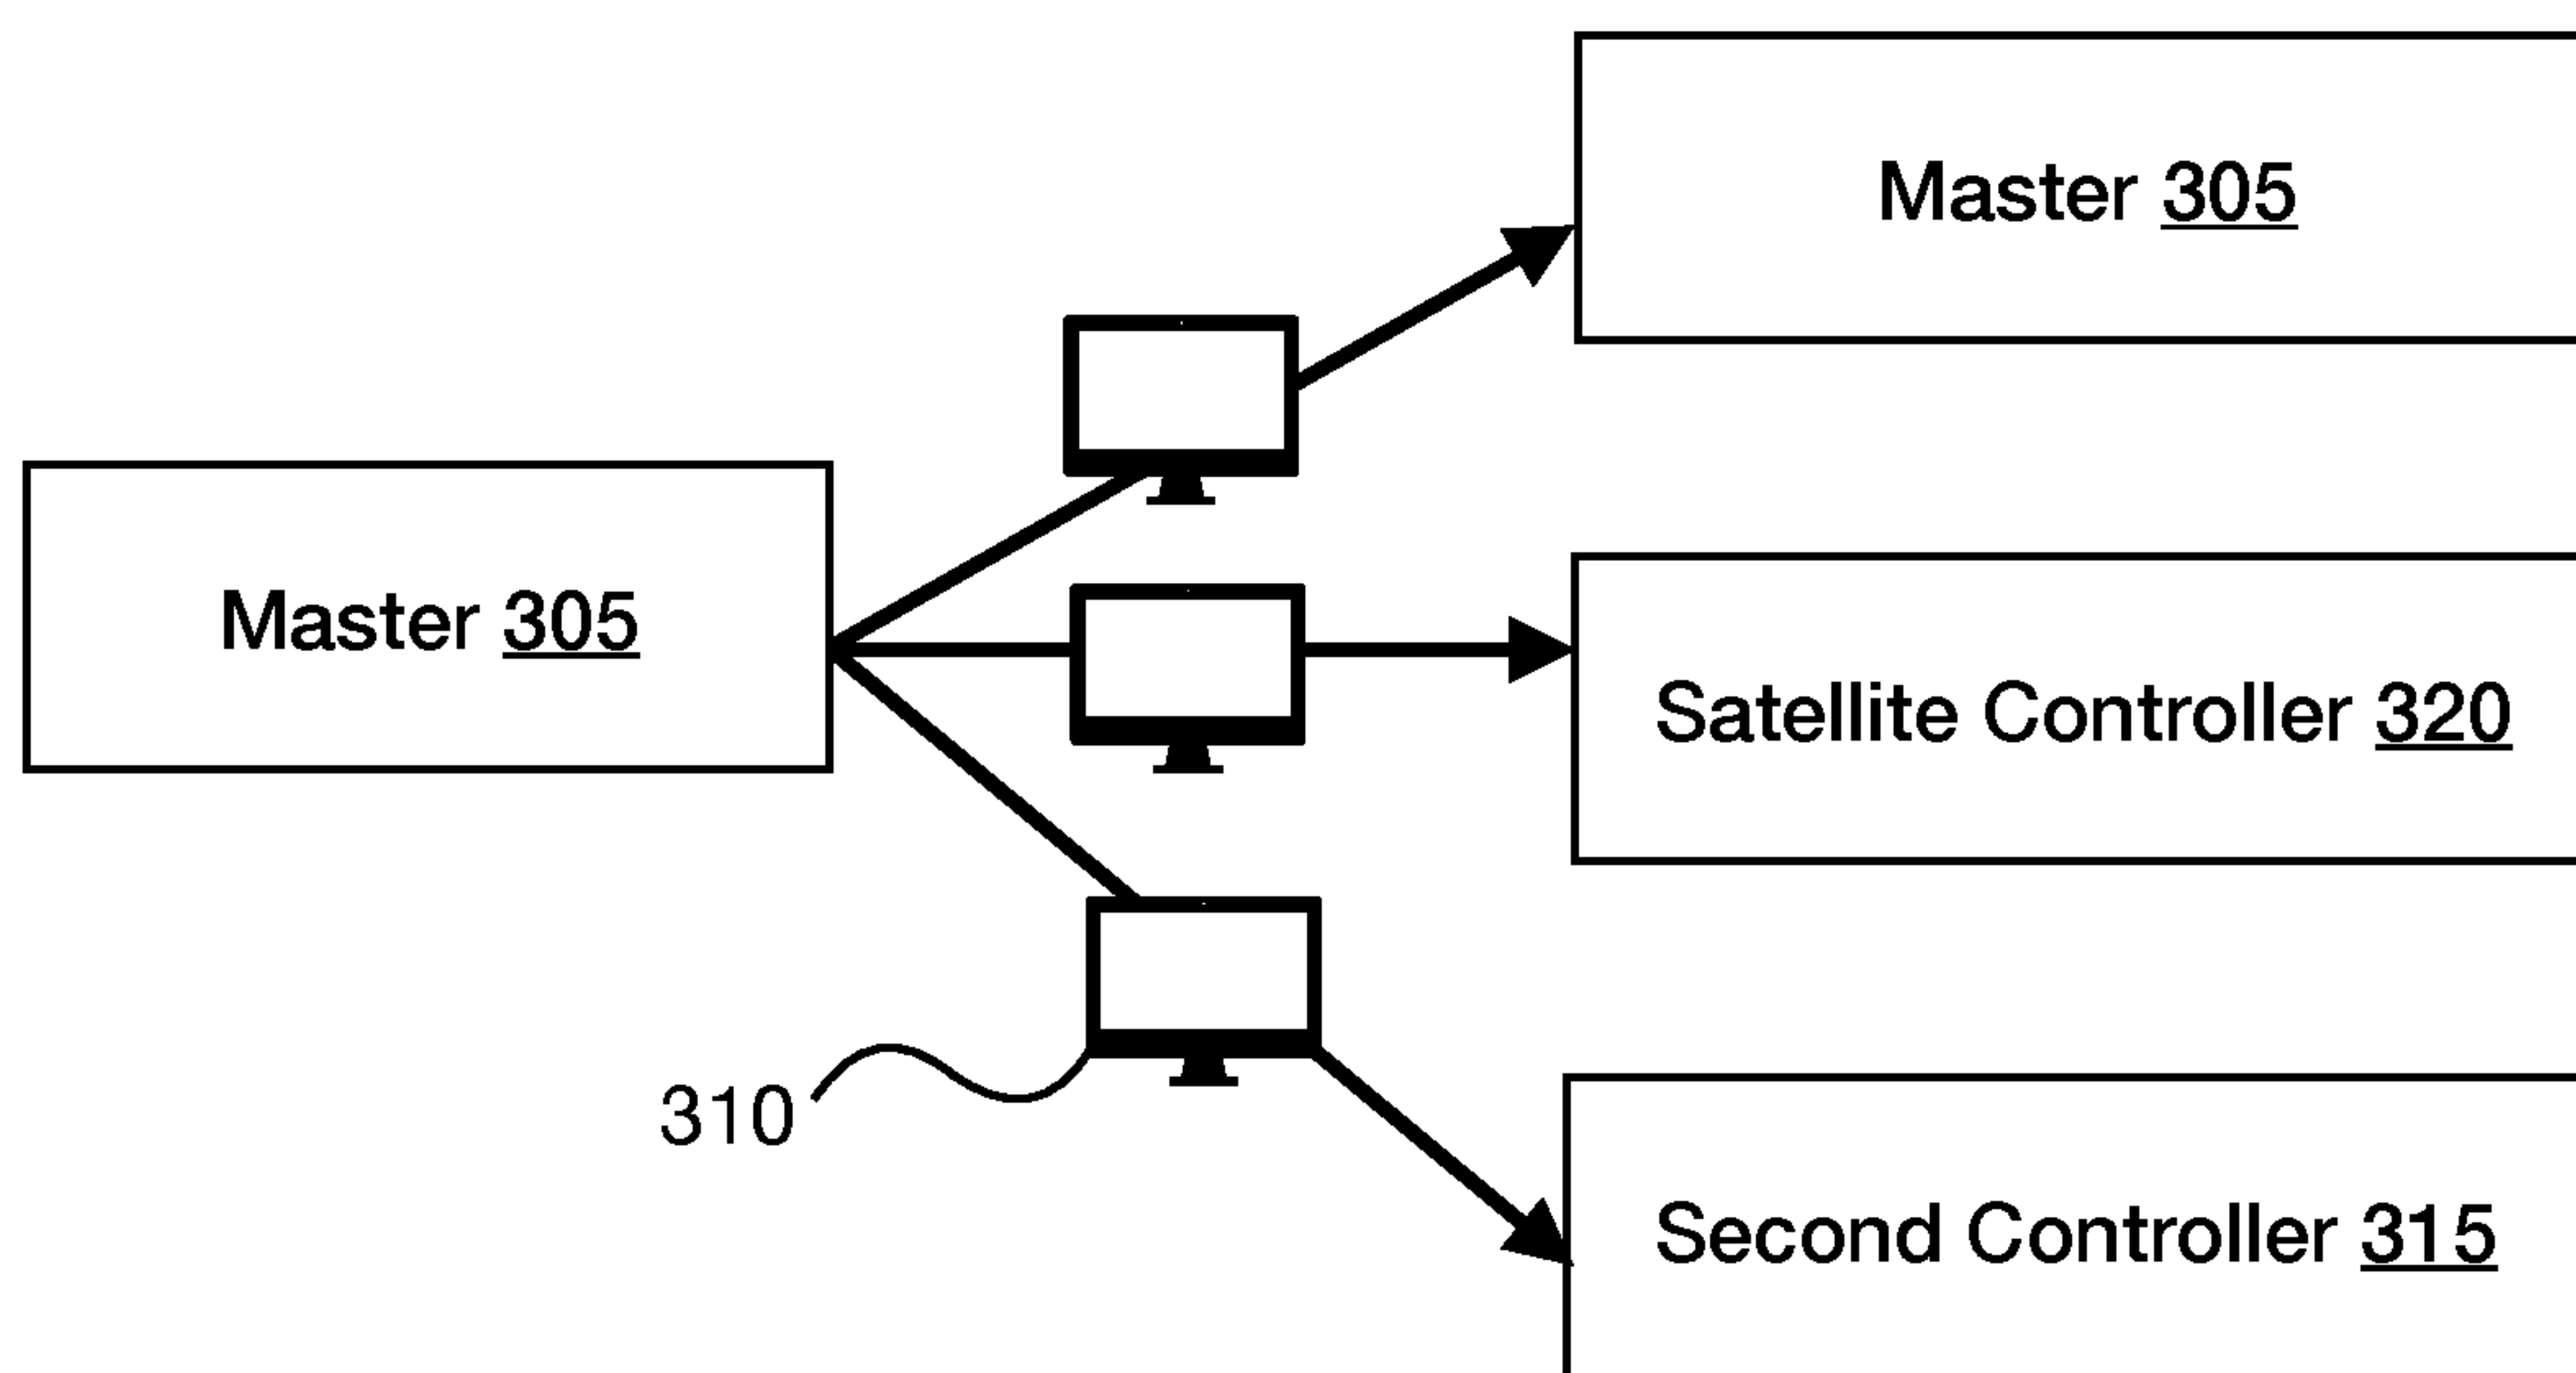 Master 305
Master 305
Satellite Controller 320
310
Second Controller 315